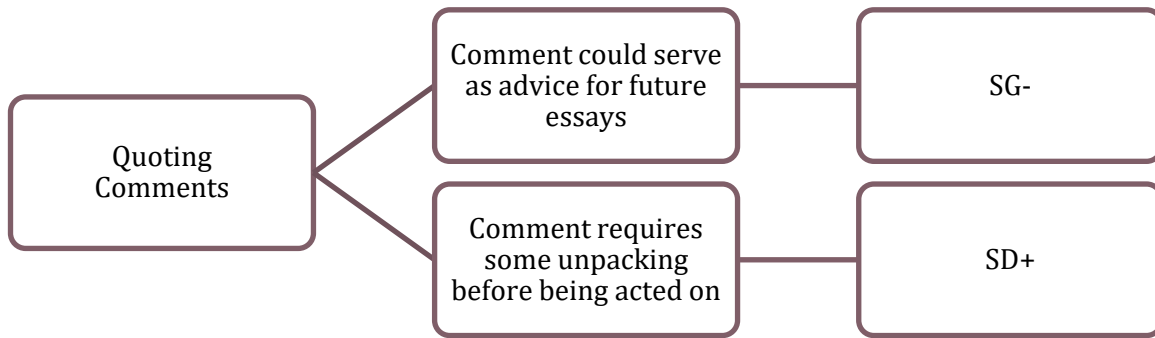 Quoting
Comments
Comment could serve
as advice for future
essays
SG-
Comment requires
some unpacking
before being acted on
SD+